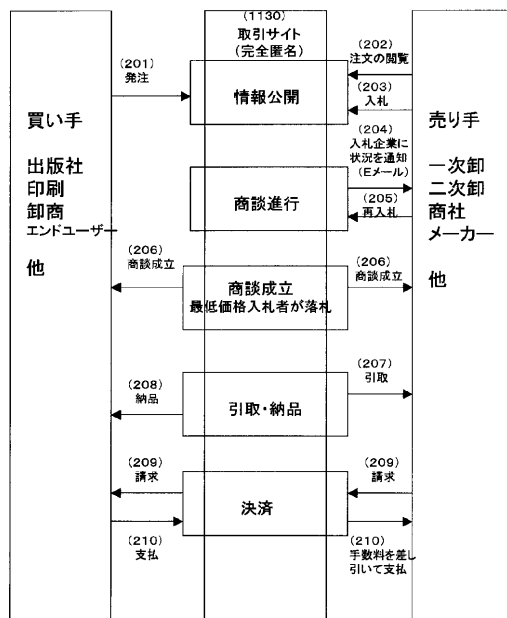 (1130)
取引サイト
(完全匿名)
(201)
発注
情報公開
(202)
注文の閲覧
(203)
入札
買い手
出版社
印刷
卸商
エンドユーザー
他
売り手
一次卸
二次卸
商社
メーカー
他
(204)
入札企業に
状況を通知
(Eメール)
商談進行
(205)
再入札
(206)
商談成立
商談成立
最低価格入札者が落札
(206)
商談成立
(207)
引取
(208)
納品
引取・納品
(209)
請求
決済
(209)
請求
(210)
支払
(210)
手数料を差し
引いて支払